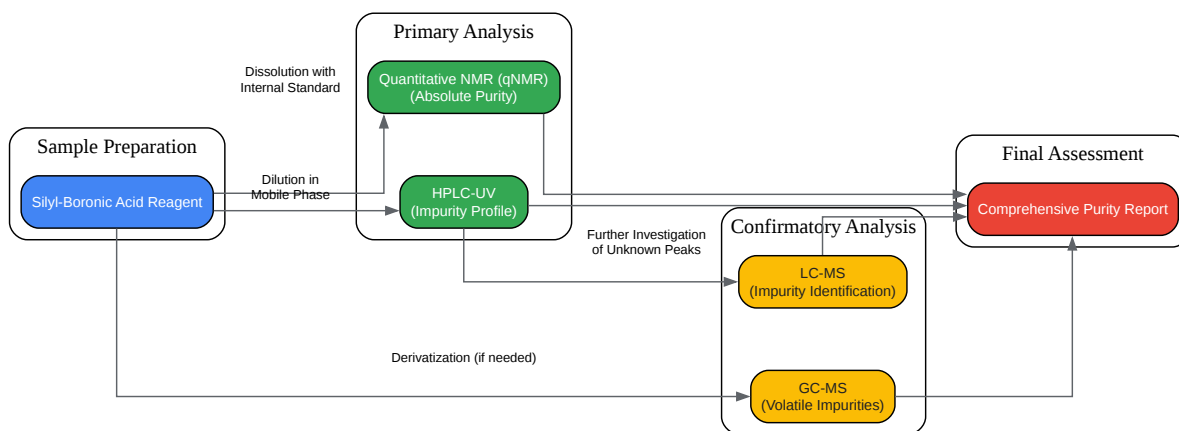 Primary Analysis
Dissolution with
Internal Standard
Quantitative NMR (qNMR)
(Absolute Purity)
Sample Preparation
Silyl-Boronic Acid Reagent
Dilution in
Mobile Phase
HPLC-UV
(Impurity Profile)
Final Assessment
Comprehensive Purity Report
Further Investigation
of Unknown Peaks
Confirmatory Analysis
LC-MS
(Impurity Identification)
Derivatization (if needed)
GC-MS
(Volatile Impurities)